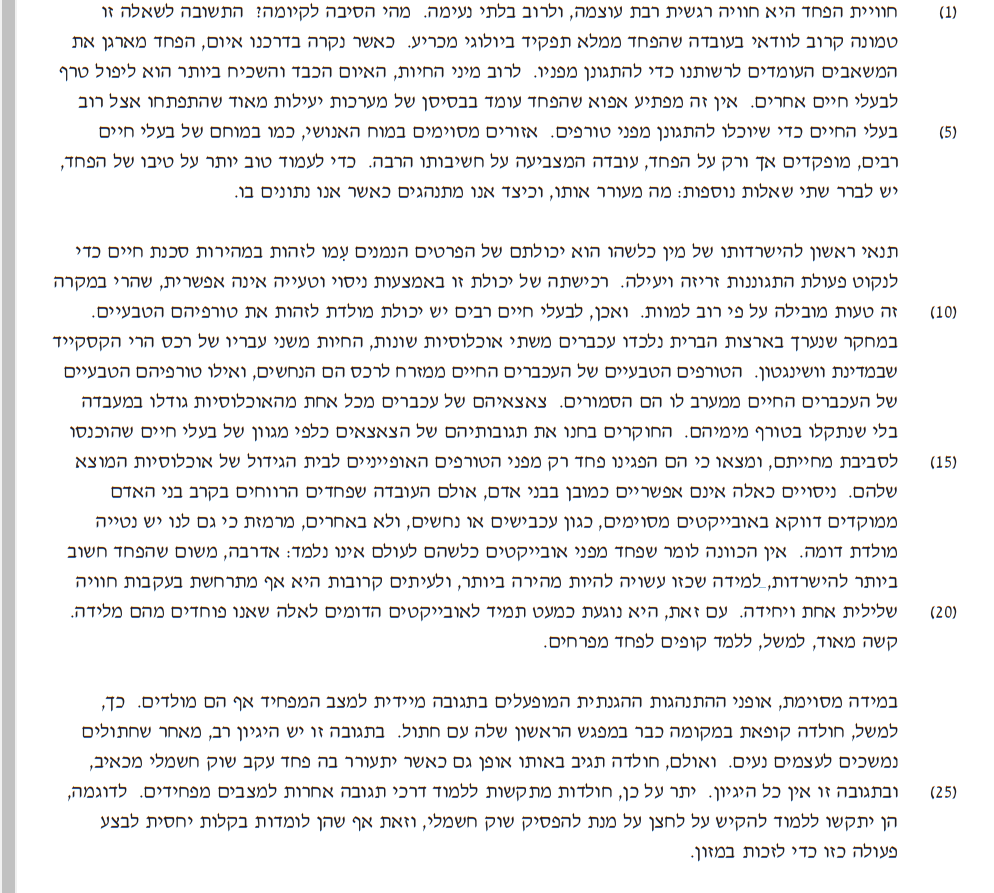 (1) חוויית הפחד היא חוויה רגשית רבת עוצמה, ולרוב בלתי נעימה. מהי הסיבה לקיומה? התשובה לשאלה זו
טמונה קרוב לוודאי בעובדה שהפחד ממלא תפקיד ביולוגי מכריע. כאשר נקרה בדרכנו איום, הפחד מארגן את
המשאבים העומדים לרשותנו כדי להתגונן מפניו. לרוב מיני החיות, האיום הכבד והשכיח ביותר הוא ליפול טרף
לבעלי חיים אחרים. אין זה מפתיע אפוא שהפחד עומד בבסיסן של מערכות יעילות מאוד שהתפתחו אצל רוב
(5) בעלי החיים כדי שיוכלו להתגונן מפני טורפים. אזורים מסוימים במוח האנושי, כמו במוחם של בעלי חיים
רבים, מופקדים אך ורק על הפחד, עובדה המצביעה על חשיבותו הרבה. כדי לעמוד טוב יותר על טיבו של הפחד,
יש לברר שתי שאלות נוספות: מה מעורר אותו, וכיצד אנו מתנהגים כאשר אנו נתונים בו.
תנאי ראשון להישרדותו של מין כלשהו הוא יכולתם של הפרטים הנמנים עִמו לזהות במהירות סכנת חיים כדי
לנקוט פעולת התגוננות זריזה ויעילה. רכישתה של יכולת זו באמצעות ניסוי וטעייה אינה אפשרית, שהרי במקרה
(10) זה טעות מובילה על פי רוב למוות. ואכן, לבעלי חיים רבים יש יכולת מולדת לזהות את טורפיהם הטבעיים.
במחקר שנערך בארצות הברית נלכדו עכברים משתי אוכלוסיות שונות, החיות משני עבריו של רכס הרי הקסקייד
שבמדינת וושינגטון. הטורפים הטבעיים של העכברים החיים ממזרח לרכס הם הנחשים, ואילו טורפיהם הטבעיים
של העכברים החיים ממערב לו הם הסמורים. צאצאיהם של עכברים מכל אחת מהאוכלוסיות גודלו במעבדה
בלי שנתקלו בטורף מימיהם. החוקרים בחנו את תגובותיהם של הצאצאים כלפי מגוון של בעלי חיים שהוכנסו
(15) לסביבת מחייתם, ומצאו כי הם הפגינו פחד רק מפני הטורפים האופייניים לבית הגידול של אוכלוסיות המוצא
שלהם. ניסויים כאלה אינם אפשריים כמובן בבני אדם, אולם העובדה שפחדים הרווחים בקרב בני האדם
ממוקדים דווקא באובייקטים מסוימים, כגון עכבישים או נחשים, ולא באחרים, מרמזת כי גם לנו יש נטייה
מולדת דומה. אין הכוונה לומר שפחד מפני אובייקטים כלשהם לעולם אינו נלמד: אדרבה, משום שהפחד חשוב
ביותר להישרדות, למידה שכזו עשויה להיות מהירה ביותר, ולעיתים קרובות היא אף מתרחשת בעקבות חוויה
(20) שלילית אחת ויחידה. עם זאת, היא נוגעת כמעט תמיד לאובייקטים הדומים לאלה שאנו פוחדים מהם מלידה.
קשה מאוד, למשל, ללמד קופים לפחד מפרחים.
במידה מסוימת, אופני ההתנהגות ההגנתית המופעלים בתגובה מיידית למצב המפחיד אף הם מולדים. כך,
למשל, חולדה קופאת במקומה כבר במפגש הראשון שלה עם חתול. בתגובה זו יש היגיון רב, מאחר שחתולים
נמשכים לעצמים נעים. ואולם, חולדה תגיב באותו אופן גם כאשר יתעורר בה פחד עקב שוק חשמלי מכאיב,
(25) ובתגובה זו אין כל היגיון. יתר על כן, חולדות מתקשות ללמוד דרכי תגובה אחרות למצבים מפחידים. לדוגמה,
הן יתקשו ללמוד להקיש על לחצן על מנת להפסיק שוק חשמלי, וזאת אף שהן לומדות בקלות יחסית לבצע
פעולה כזו כדי לזכות במזון.